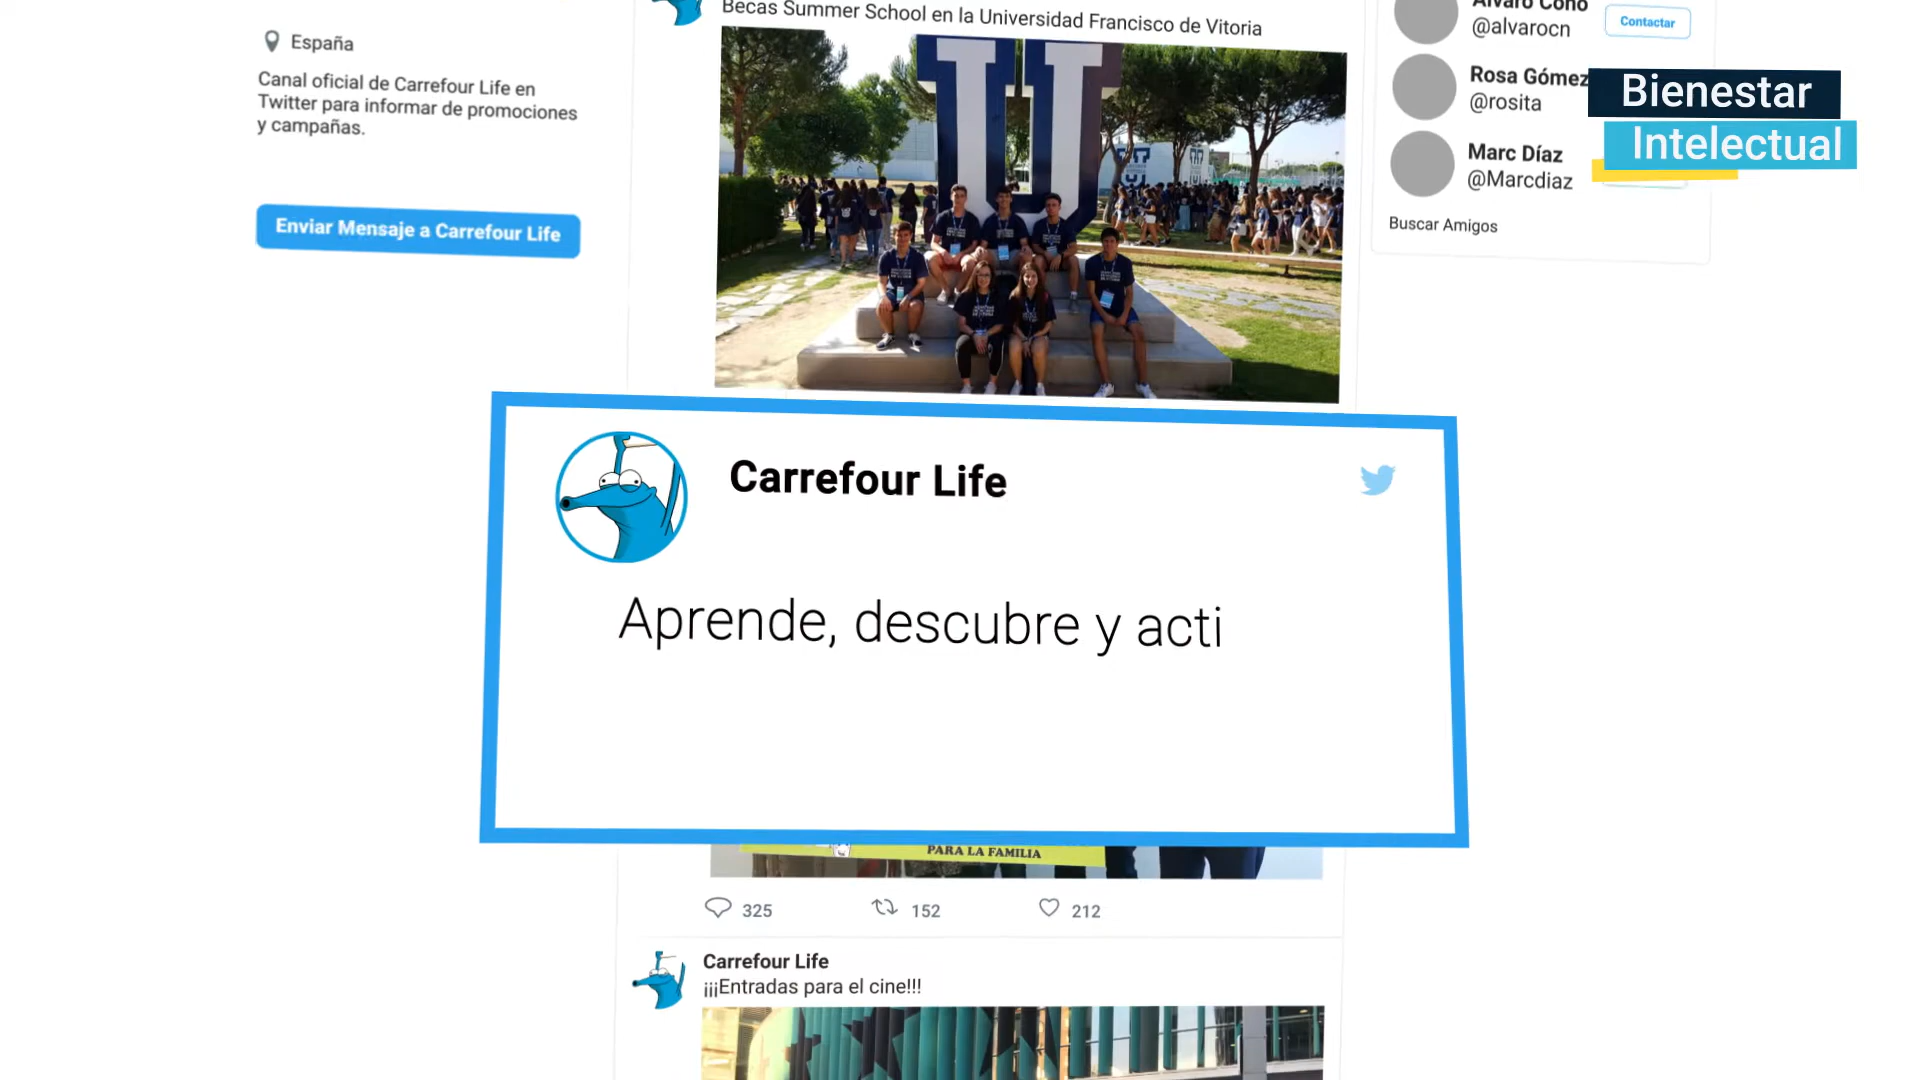 España
Canal oficial de Carrefour Life en
Twitter para informar de promociones
y campañas.
Enviar Mensaje a Carrefour Life
Becas Summer School en la Universidad Francisco de Vitoria
@alvarocn
Contactar
Rosa Gómez
@rosita
Marc Díaz
@Marcdiaz
Buscar Amigos
Bienestar
Intelectual
Carrefour Life
Aprende, descubre y acti
PARA LA FAMILIA
325
152
212
Carrefour Life
¡¡¡Entradas para el cine!!!